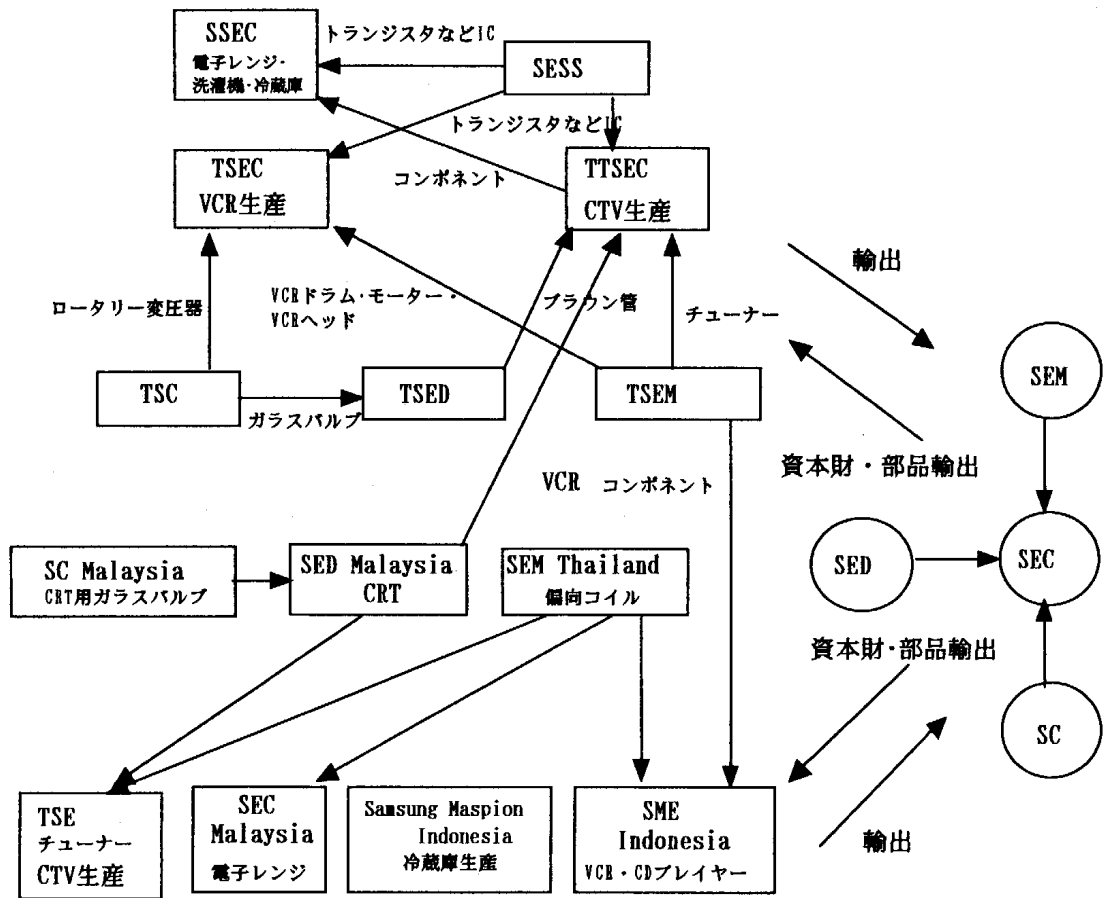 SSEC
電子レンジ・
洗濯機・冷蔵庫
トランジスタなどIC
SESS
トランジスタなどIC
TSEC
VCR生産
コンポネント
TTSEC
CTV生産
輸出
ロータリー変圧器
VCRドラム・モーター・
VCRヘッド
ブラウン管
チューナー
SEM
TSC
ガラスバルブ
TSED
TSEM
資本財・部品輸出
VCR コンポネント
SC Malaysia
CRT用ガラスバルブ
SED Malaysia
CRT
SEM Thailand
偏向コイル
SED
SEC
資本財・部品輸出
SC
TSE
チューナー
CTV生産
SEC
Malaysia
電子レンジ
Samsung Maspion
Indonesia
冷蔵庫生産
SME
Indonesia
VCR・CDプレイヤー
輸出